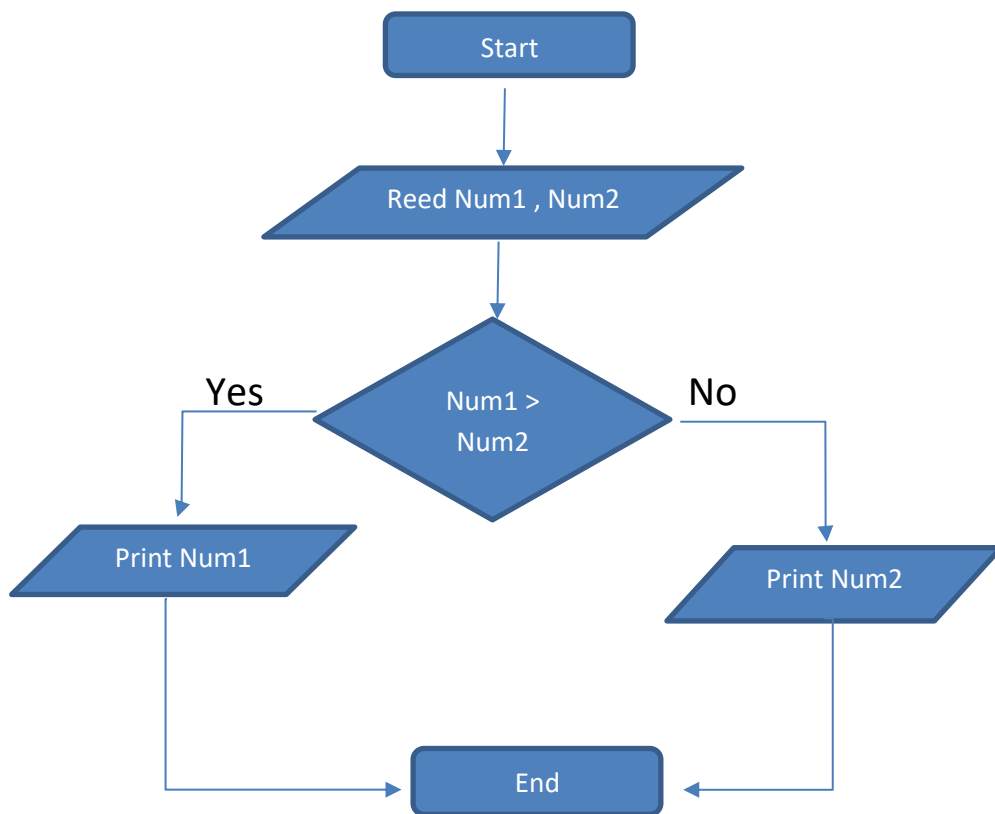 Start
Reed Num1 , Num2
Yes
Num1 >
Num2
No
Print Num1
Print Num2
End